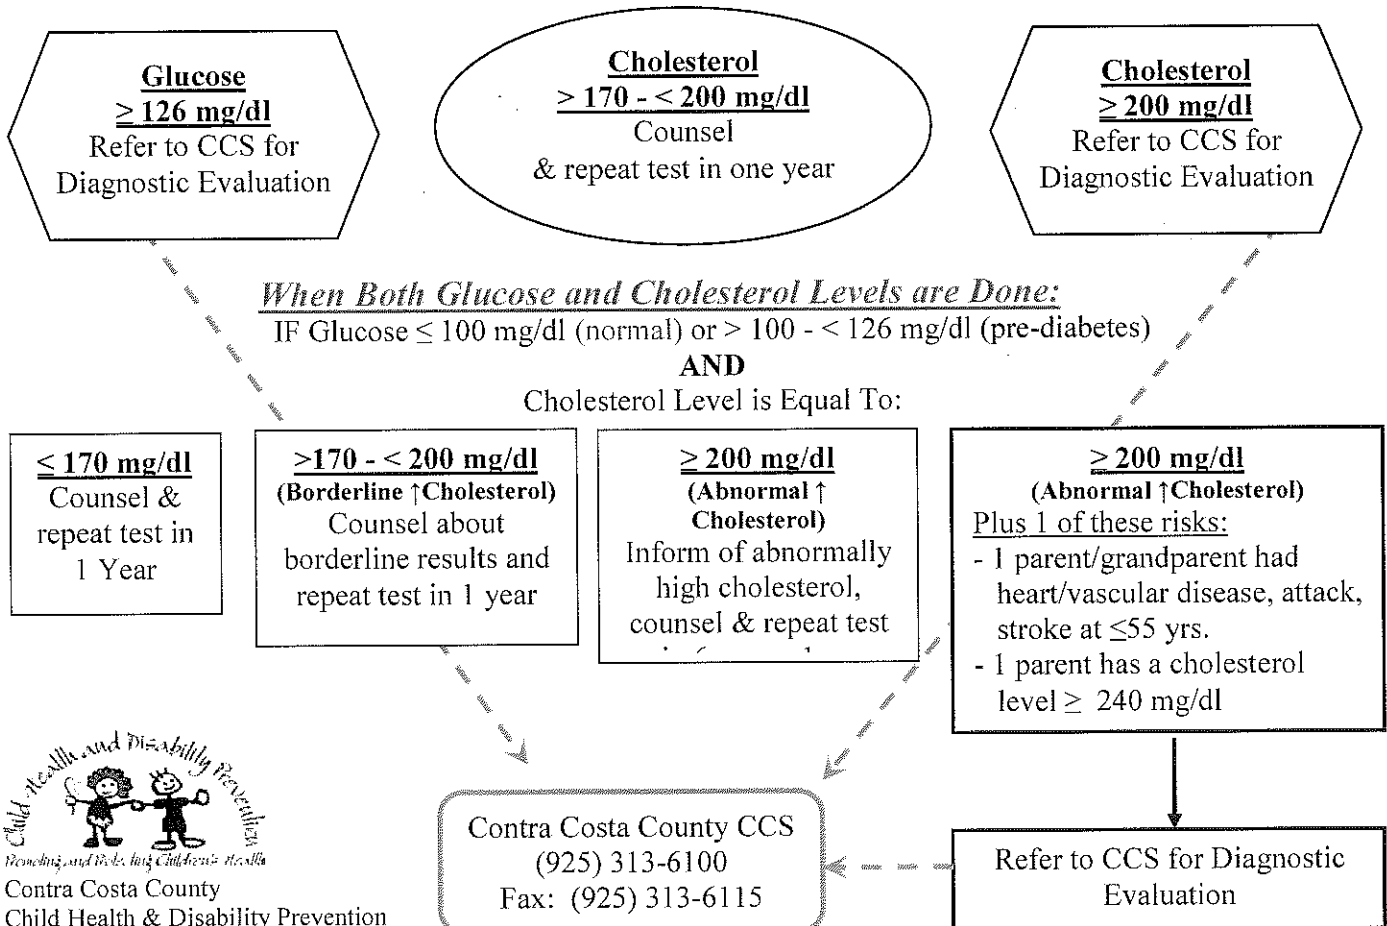 Glucose
≥ 126 mg/dl
Refer to CCS for
Diagnostic Evaluation
Cholesterol
> 170 - < 200 mg/dl
Counsel
& repeat test in one year
Cholesterol
≥ 200 mg/dl
Refer to CCS for
Diagnostic Evaluation
When Both Glucose and Cholesterol Levels are Done:
IF Glucose ≤ 100 mg/dl (normal) or > 100 - < 126 mg/dl (pre-diabetes)
AND
Cholesterol Level is Equal To:
≤ 170 mg/dl
Counsel &
repeat test in
1 Year
>170 - < 200 mg/dl
(Borderline ↑Cholesterol)
Counsel about
borderline results and
repeat test in 1 year
≥ 200 mg/dl
(Abnormal ↑
Cholesterol)
Inform of abnormally
high cholesterol,
counsel & repeat test
≥ 200 mg/dl
(Abnormal ↑Cholesterol)
Plus 1 of these risks:
- 1 parent/grandparent had
heart/vascular disease, attack,
stroke at ≤55 yrs.
- 1 parent has a cholesterol
level ≥ 240 mg/dl
Child Health and Disability Prevention
Promoting and Protecting Children's Health
Contra Costa County
Child Health & Disability Prevention
Contra Costa County CCS
(925) 313-6100
Fax: (925) 313-6115
Refer to CCS for Diagnostic
Evaluation